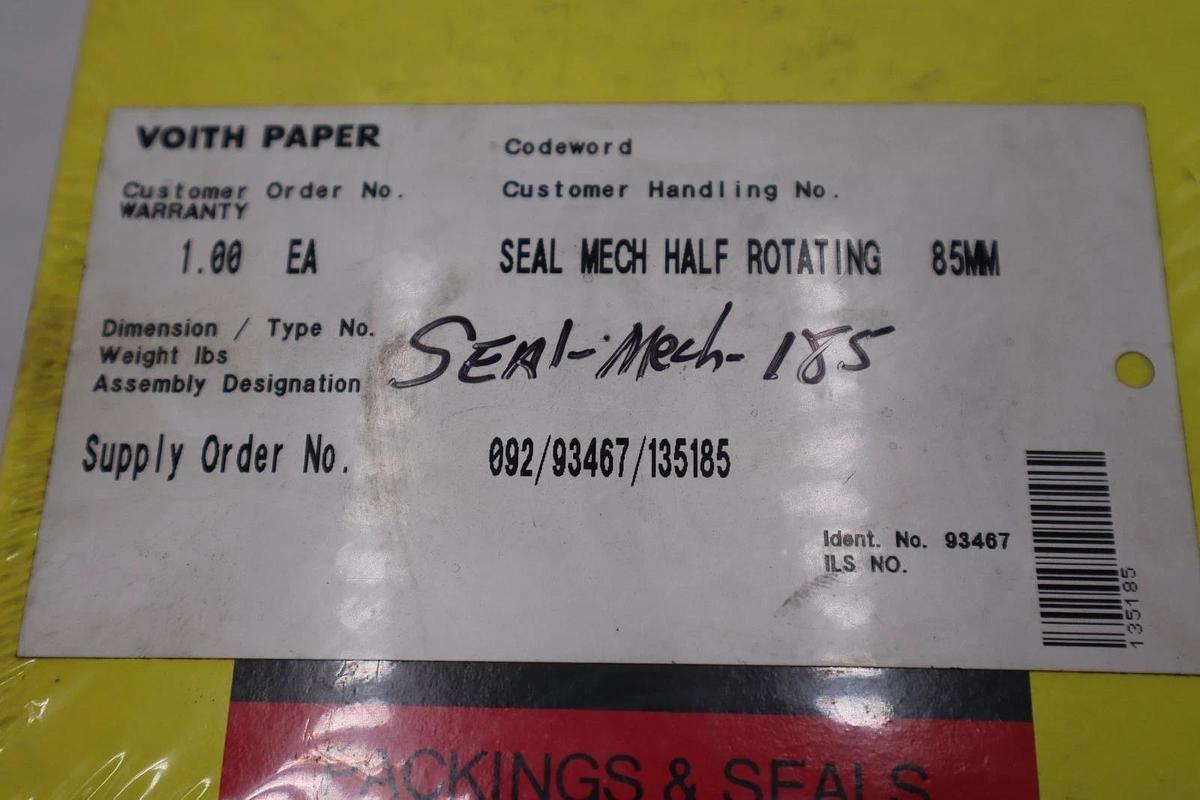 VOITH PAPER Codeword
Customer Order No. Customer Handling No.
WARRANTY
1.00 EA SEAL MECH HALF ROTATING 85MM
Dimension / Type No.
Weight lbs
Assembly Designation
SEAl-Mech-185
Supply Order No. 092/93467/135185
Ident. No. 93467
ILS NO.
135185
PACKINGS & SEALS